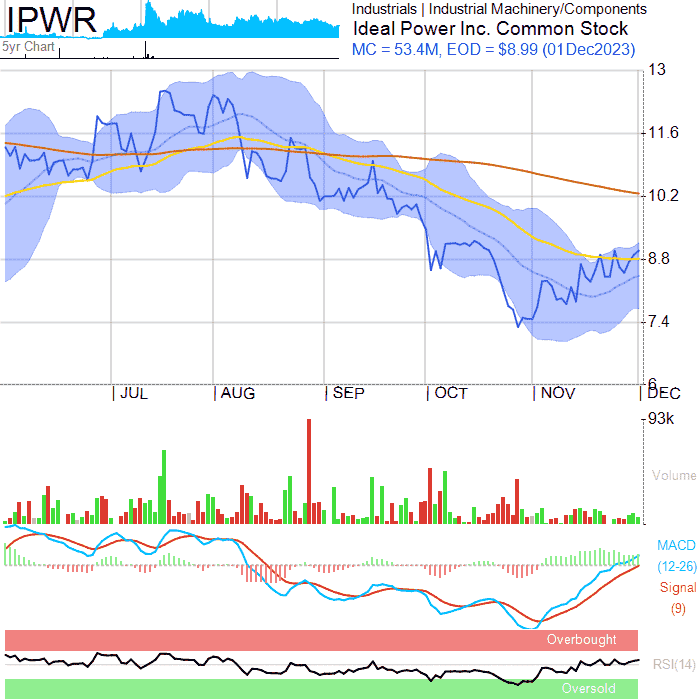 IPWR
5yr Chart
Industrials | Industrial Machinery/Components
Ideal Power Inc. Common Stock
MC = 53.4M, EOD = $8.99 (01Dec2023)
13
11.6
10.2
8.8
7.4
6
JUL AUG SEP OCT NOV DEC
93k
Volume
MACD
(12-26)
Signal
(9)
Overbought
RSI(14)
Oversold